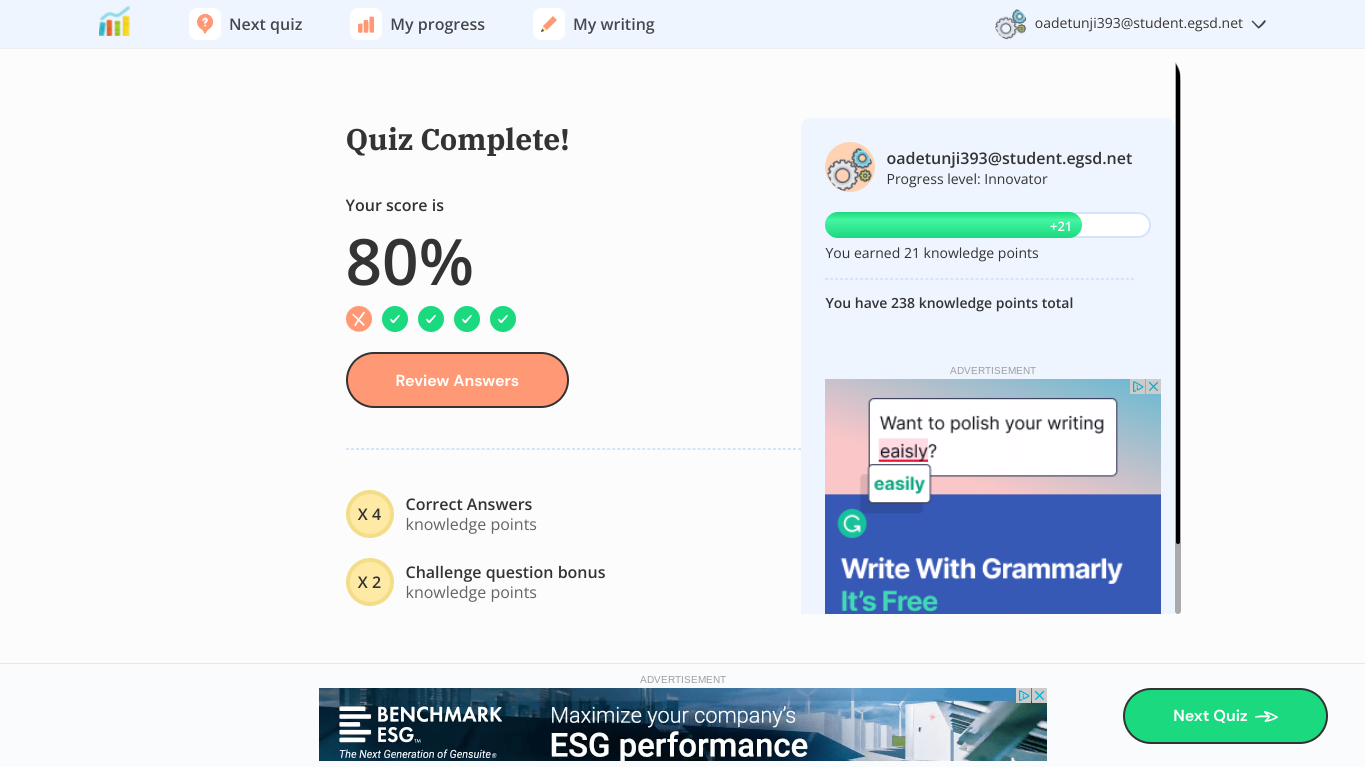 Next quiz
My progress
My writing
oadetunji393@student.egsd.net
Quiz Complete!
Your score is
80%
Review Answers
X 4
Correct Answers
knowledge points
X 2
Challenge question bonus
knowledge points
oadetunji393@student.egsd.net
Progress level: Innovator
+21
You earned 21 knowledge points
You have 238 knowledge points total
ADVERTISEMENT
Want to polish your writing
eaisly?
easily
Write With Grammarly
It's Free
ADVERTISEMENT
BENCHMARK
ESG™
The Next Generation of Gensuite®
Maximize your company's
ESG performance
Next Quiz